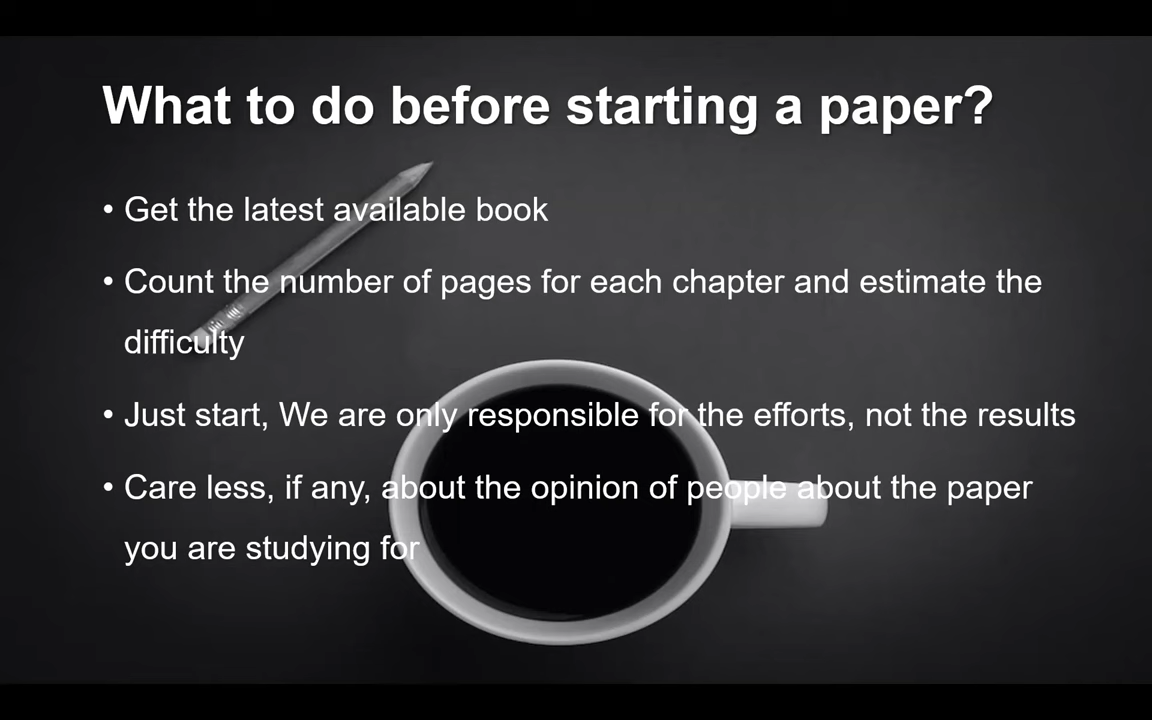 What to do before starting a paper?
• Get the latest available book
• Count the number of pages for each chapter and estimate the
difficulty
• Just start, We are only responsible for the efforts, not the results
• Care less, if any, about the opinion of people about the paper
you are studying for